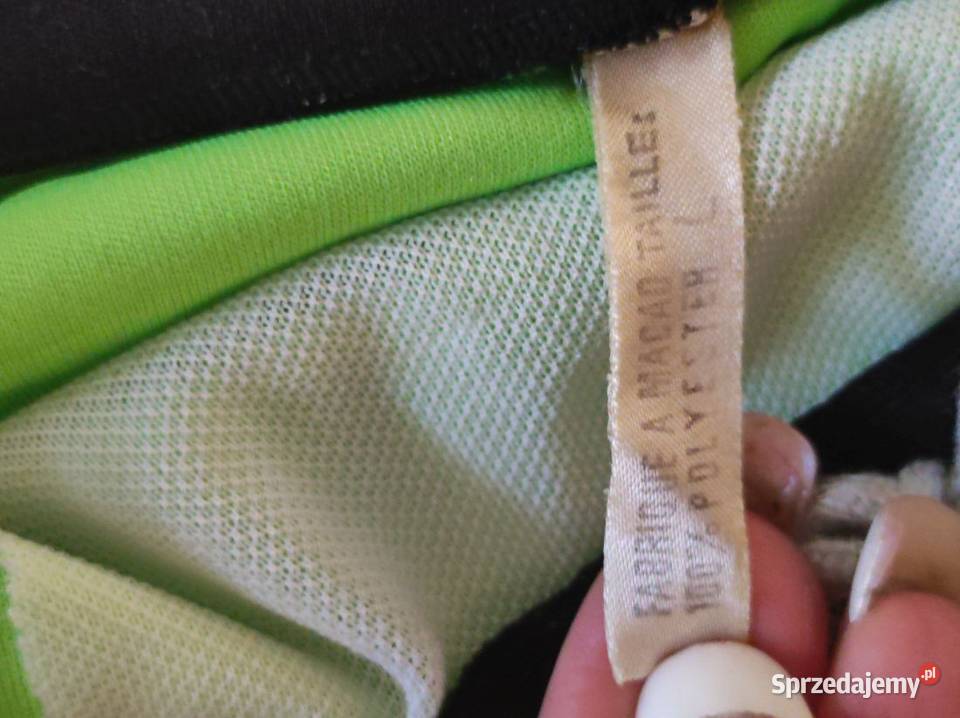 FABRIQUE A MACAO TAILLE:
100% POLYESTER L
Sprzedajemy.pl